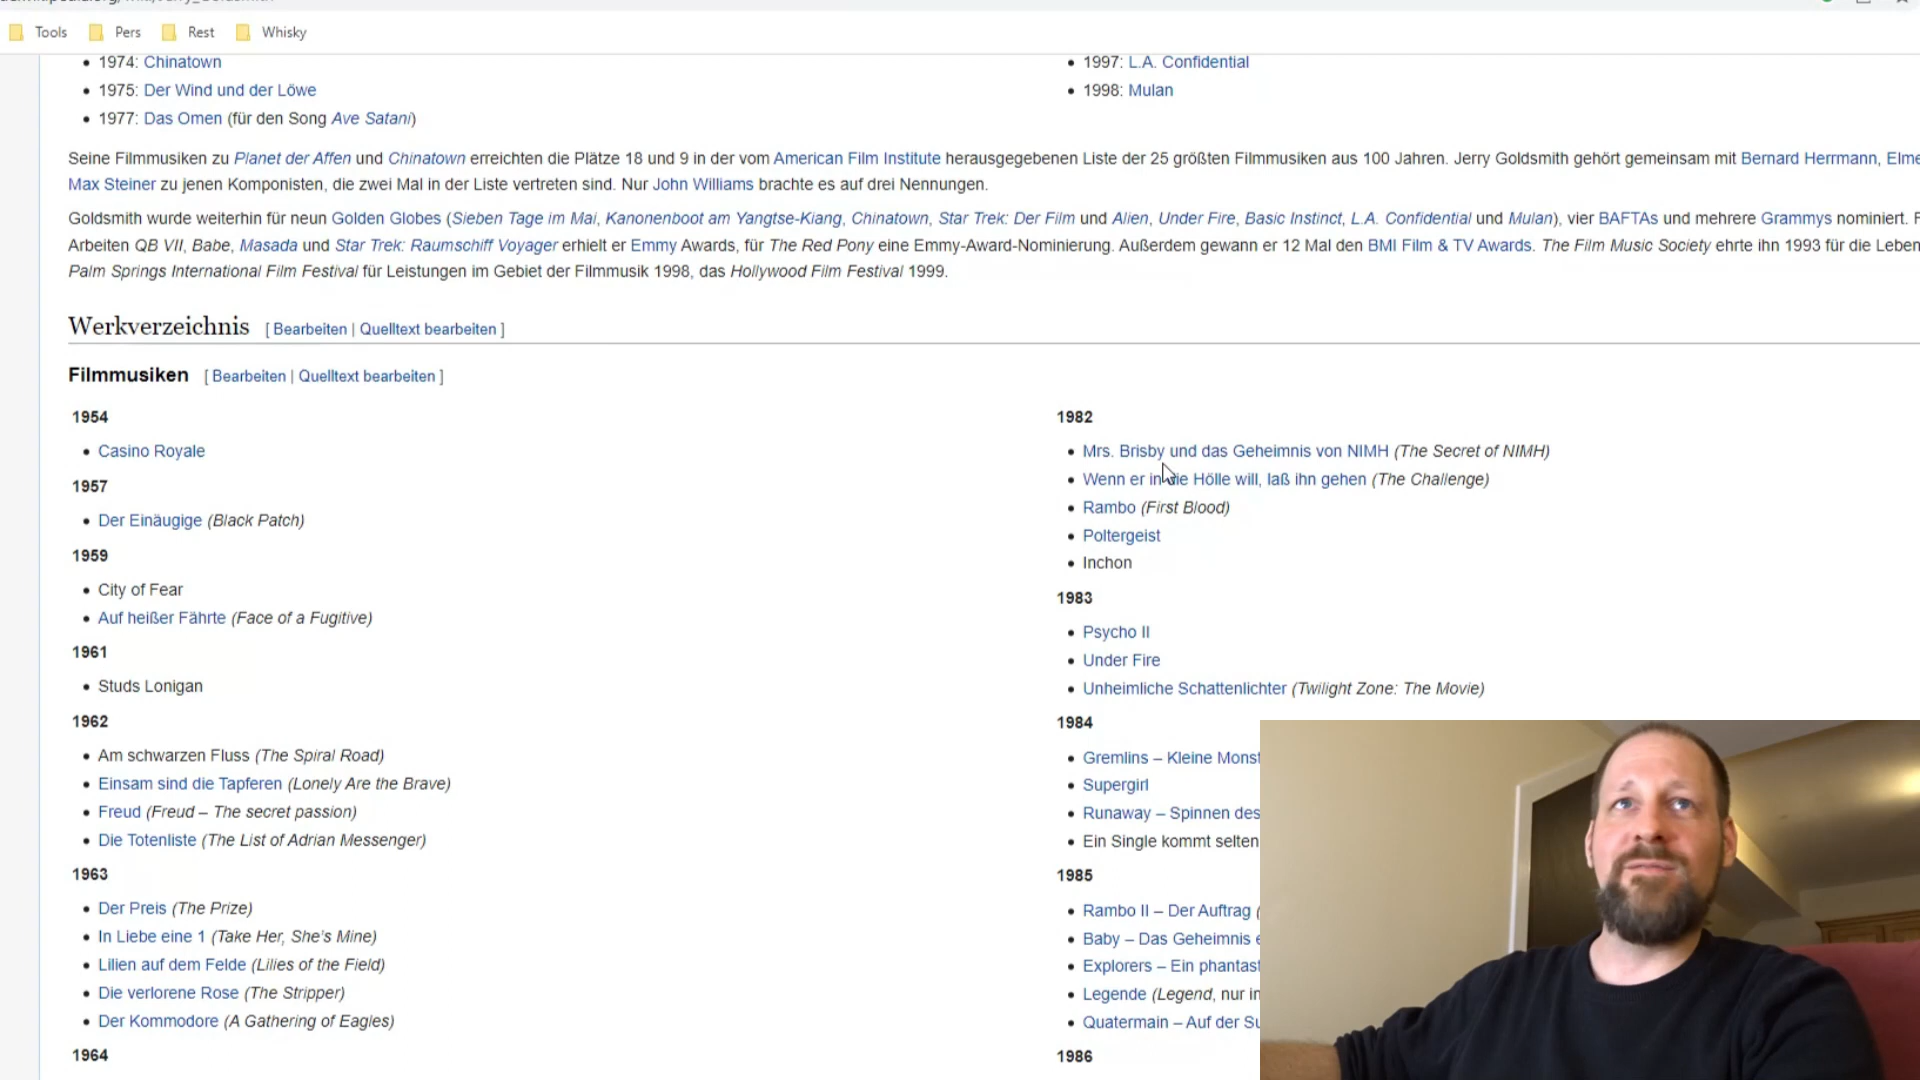 Tools Pers Rest Whisky
1974: Chinatown
1975: Der Wind und der Löwe
1977: Das Omen (für den Song Ave Satani)
1997: L.A. Confidential
1998: Mulan
Seine Filmmusiken zu Planet der Affen und Chinatown erreichten die Plätze 18 und 9 in der vom American Film Institute herausgegebenen Liste der 25 größten Filmmusiken aus 100 Jahren. Jerry Goldsmith gehört gemeinsam mit Bernard Herrmann, Elme
Max Steiner zu jenen Komponisten, die zwei Mal in der Liste vertreten sind. Nur John Williams brachte es auf drei Nennungen.
Goldsmith wurde weiterhin für neun Golden Globes (Sieben Tage im Mai, Kanonenboot am Yangtse-Kiang, Chinatown, Star Trek: Der Film und Alien, Under Fire, Basic Instinct, L.A. Confidential und Mulan), vier BAFTAs und mehrere Grammys nominiert. F
Arbeiten QB VII, Babe, Masada und Star Trek: Raumschiff Voyager erhielt er Emmy Awards, für The Red Pony eine Emmy-Award-Nominierung. Außerdem gewann er 12 Mal den BMI Film & TV Awards. The Film Music Society ehrte ihn 1993 für die Leben
Palm Springs International Film Festival für Leistungen im Gebiet der Filmmusik 1998, das Hollywood Film Festival 1999.
Werkverzeichnis [ Bearbeiten | Quelltext bearbeiten ]
Filmmusiken [ Bearbeiten | Quelltext bearbeiten ]
1954
Casino Royale
1957
Der Einäugige (Black Patch)
1959
City of Fear
Auf heißer Fährte (Face of a Fugitive)
1961
Studs Lonigan
1962
Am schwarzen Fluss (The Spiral Road)
Einsam sind die Tapferen (Lonely Are the Brave)
Freud (Freud – The secret passion)
Die Totenliste (The List of Adrian Messenger)
1963
Der Preis (The Prize)
In Liebe eine 1 (Take Her, She's Mine)
Lilien auf dem Felde (Lilies of the Field)
Die verlorene Rose (The Stripper)
Der Kommodore (A Gathering of Eagles)
1964
1982
Mrs. Brisby und das Geheimnis von NIMH (The Secret of NIMH)
Wenn er in die Hölle will, laß ihn gehen (The Challenge)
Rambo (First Blood)
Poltergeist
Inchon
1983
Psycho II
Under Fire
Unheimliche Schattenlichter (Twilight Zone: The Movie)
1984
Gremlins – Kleine Monst
Supergirl
Runaway – Spinnen des
Ein Single kommt selten
1985
Rambo II – Der Auftrag (
Baby – Das Geheimnis e
Explorers – Ein phantast
Legende (Legend, nur in
Quatermain – Auf der Su
1986